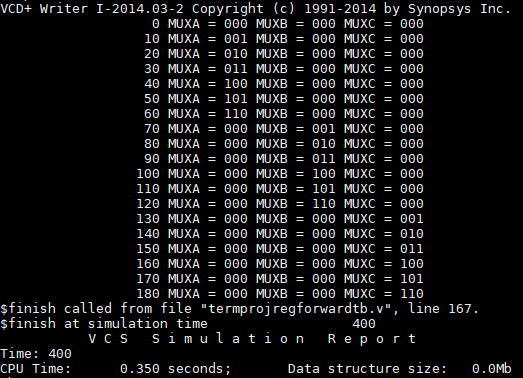 VCD+ Writer I-2014.03-2 Copyright (c) 1991-2014 by Synopsys Inc.
0 MUXA = 000 MUXB = 000 MUXC = 000
10 MUXA = 001 MUXB = 000 MUXC = 000
20 MUXA = 010 MUXB = 000 MUXC = 000
30 MUXA = 011 MUXB = 000 MUXC = 000
40 MUXA = 100 MUXB = 000 MUXC = 000
50 MUXA = 101 MUXB = 000 MUXC = 000
60 MUXA = 110 MUXB = 000 MUXC = 000
70 MUXA = 000 MUXB = 001 MUXC = 000
80 MUXA = 000 MUXB = 010 MUXC = 000
90 MUXA = 000 MUXB = 011 MUXC = 000
100 MUXA = 000 MUXB = 100 MUXC = 000
110 MUXA = 000 MUXB = 101 MUXC = 000
120 MUXA = 000 MUXB = 110 MUXC = 000
130 MUXA = 000 MUXB = 000 MUXC = 001
140 MUXA = 000 MUXB = 000 MUXC = 010
150 MUXA = 000 MUXB = 000 MUXC = 011
160 MUXA = 000 MUXB = 000 MUXC = 100
170 MUXA = 000 MUXB = 000 MUXC = 101
180 MUXA = 000 MUXB = 000 MUXC = 110
$finish called from file "termprojregforwardtb.v", line 167.
$finish at simulation time 400
V C S S i m u l a t i o n R e p o r t
Time: 400
CPU Time: 0.350 seconds; Data structure size: 0.0Mb